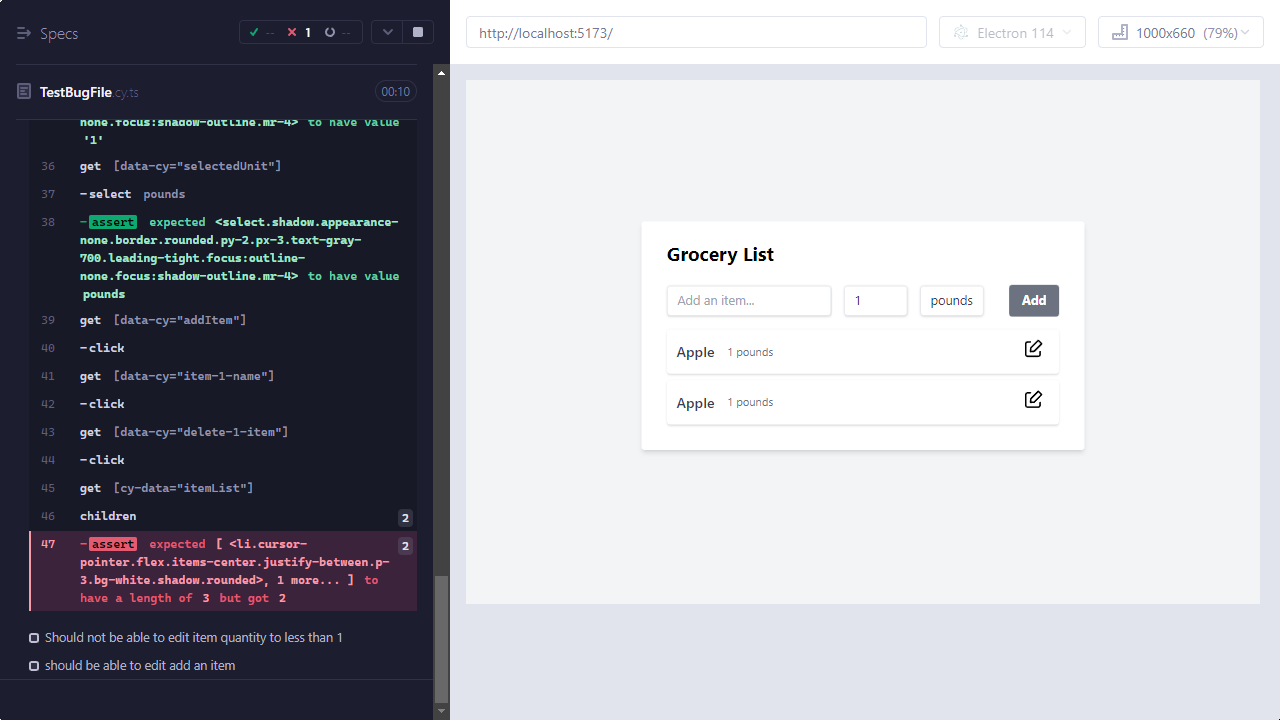 Specs
-- 1 --
http://localhost:5173/
Electron 114
1000x660 (79%)
TestBugFile.cy.ts
00:10
none.focus:shadow-outline.mr-4> to have value
'1'
36 get [data-cy="selectedUnit"]
37 -select pounds
38 -assert expected <select.shadow.appearance-
none.border.rounded.py-2.px-3.text-gray-
700.leading-tight.focus:outline-
none.focus:shadow-outline.mr-4> to have value
pounds
39 get [data-cy="addItem"]
40 -click
41 get [data-cy="item-1-name"]
42 -click
43 get [data-cy="delete-1-item"]
44 -click
45 get [cy-data="itemList"]
46 children 2
47 -assert expected [ <li.cursor- 2
pointer.flex.items-center.justify-between.p-
3.bg-white.shadow.rounded>, 1 more... ] to
have a length of 3 but got 2
Should not be able to edit item quantity to less than 1
should be able to edit add an item
Grocery List
Add an item...
1
pounds
Add
Apple 1 pounds
Apple 1 pounds